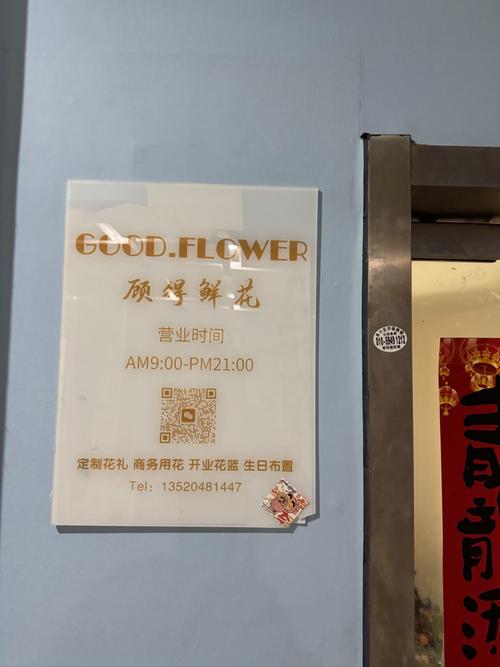 GOOD.FLOWER
顾得鲜花
营业时间
AM9:00-PM21:00
定制花礼 商务用花 开业花篮 生日布置
Tel: 13520481447